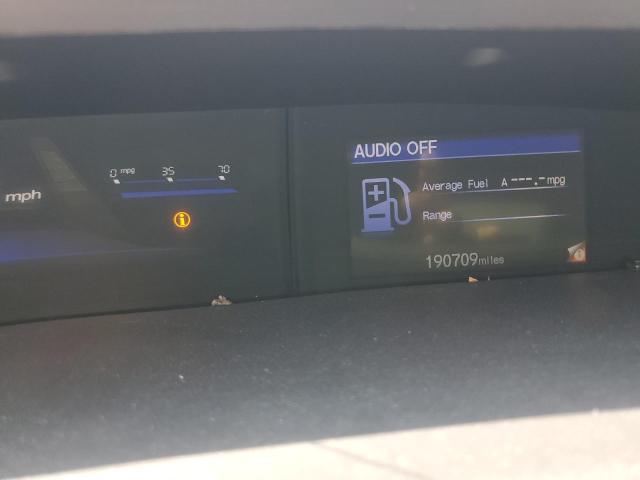 mph
0 mpg 35 70
AUDIO OFF
Average Fuel A ---.- mpg
Range
190709 miles